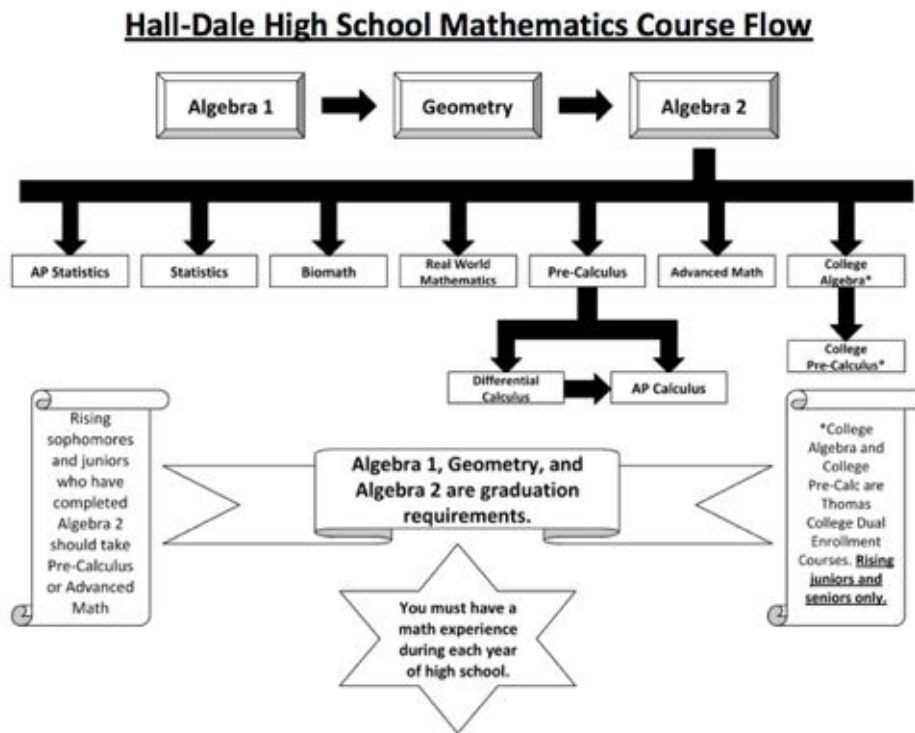 Hall-Dale High School Mathematics Course Flow
Algebra 1
Geometry
Algebra 2
AP Statistics
Statistics
Biomath
Real World
Mathematics
Pre-Calculus
Advanced Math
College
Algebra*
College
Pre-Calculus*
Differential
Calculus
AP Calculus
Rising
sophomores
and juniors
who have
completed
Algebra 2
should take
Pre-Calculus
or Advanced
Math
Algebra 1, Geometry, and
Algebra 2 are graduation
requirements.
*College
Algebra and
College
Pre-Calc are
Thomas
College Dual
Enrollment
Courses. Rising
juniors and
seniors only.
You must have a
math experience
during each year
of high school.